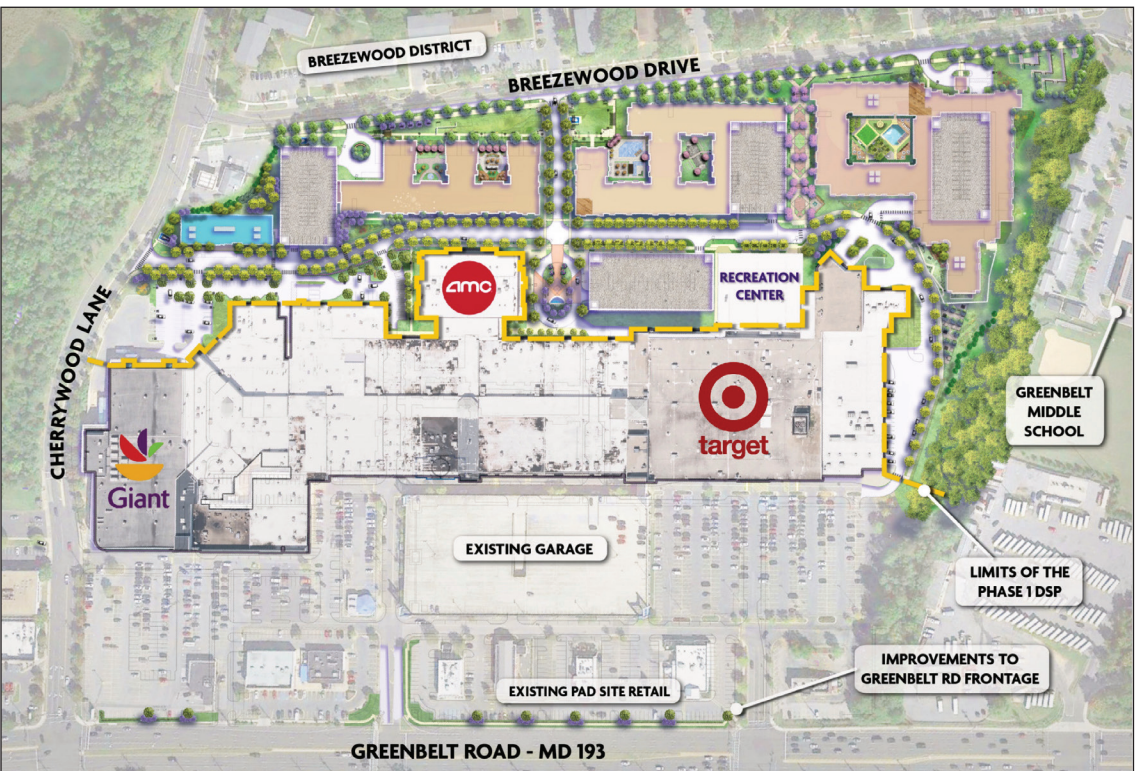 BREEZEWOOD DISTRICT
BREEZEWOOD DRIVE
amc
RECREATION
CENTER
CHERRYWOOD LANE
target
Giant
GREENBELT
MIDDLE
SCHOOL
EXISTING GARAGE
LIMITS OF THE
PHASE 1 DSP
IMPROVEMENTS TO
GREENBELT RD FRONTAGE
EXISTING PAD SITE RETAIL
GREENBELT ROAD - MD 193